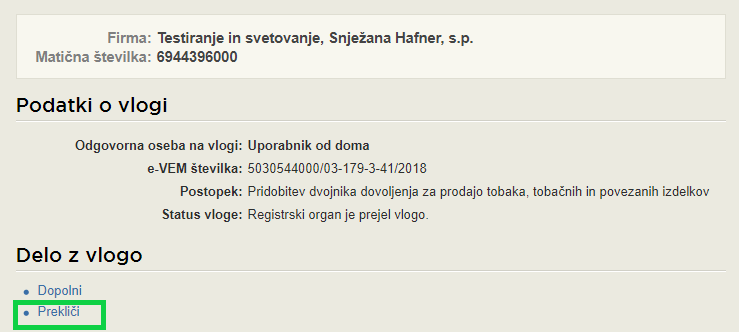 Firma: Testiranje in svetovanje, Snježana Hafner, s.p.
Matična številka: 6944396000
Podatki o vlogi
Odgovorna oseba na vlogi: Uporabnik od doma
e-VEM številka: 5030544000/03-179-3-41/2018
Postopek: Pridobitev dvojnika dovoljenja za prodajo tobaka, tobačnih in povezanih izdelkov
Status vloge: Registrski organ je prejel vlogo.
Delo z vlogo
Dopolni
Prekliči